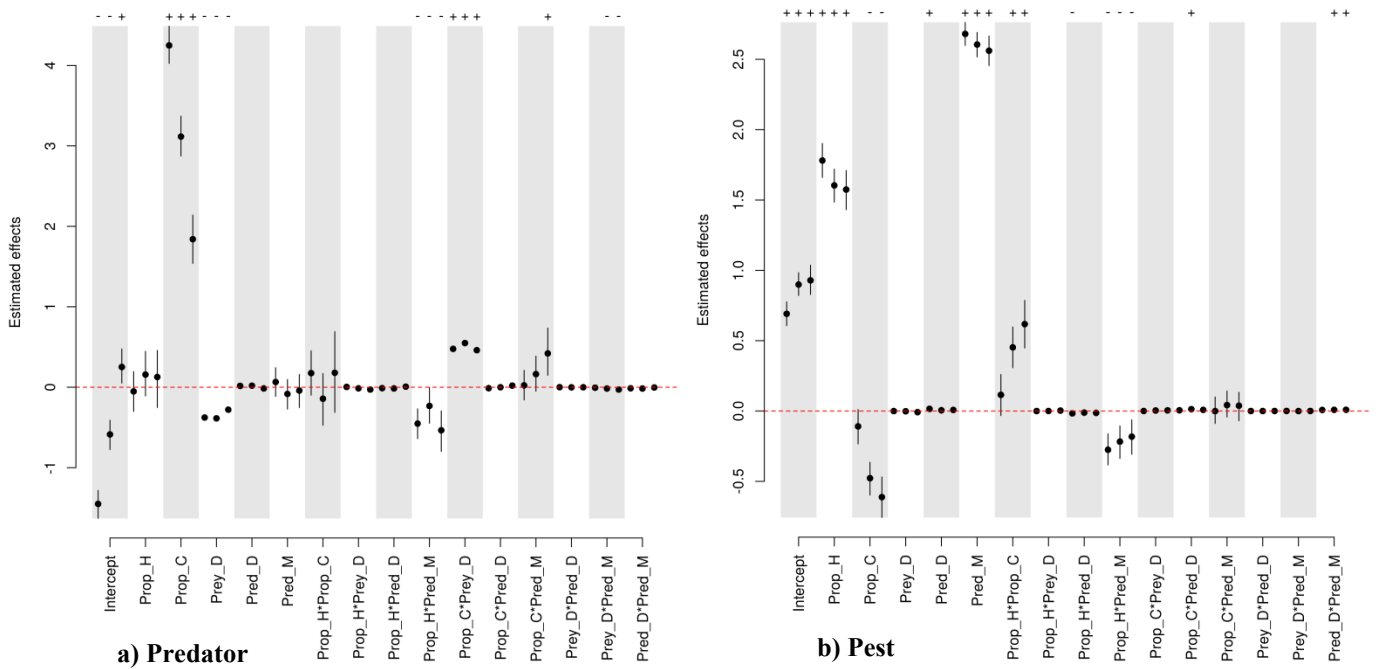 - - +
+ + +
- - -
- - -
+ + +
+
- -
+ + + + + +
- -
+
+ + +
+ +
-
- - -
+
+ +
Estimated effects
4
3
2
1
0
-1
Intercept
Prop_H
Prop_C
Prey_D
Pred_D
Pred_M
Prop_H*Prop_C
Prop_H*Prey_D
Prop_H*Pred_D
Prop_H*Pred_M
Prop_C*Prey_D
Prop_C*Pred_D
Prop_C*Pred_M
Prey_D*Pred_D
Prey_D*Pred_M
Pred_D*Pred_M
a) Predator
Estimated effects
2.5
2.0
1.5
1.0
0.5
0.0
-0.5
Intercept
Prop_H
Prop_C
Prey_D
Pred_D
Pred_M
Prop_H*Prop_C
Prop_H*Prey_D
Prop_H*Pred_D
Prop_H*Pred_M
Prop_C*Prey_D
Prop_C*Pred_D
Prop_C*Pred_M
Prey_D*Pred_D
Prey_D*Pred_M
Pred_D*Pred_M
b) Pest